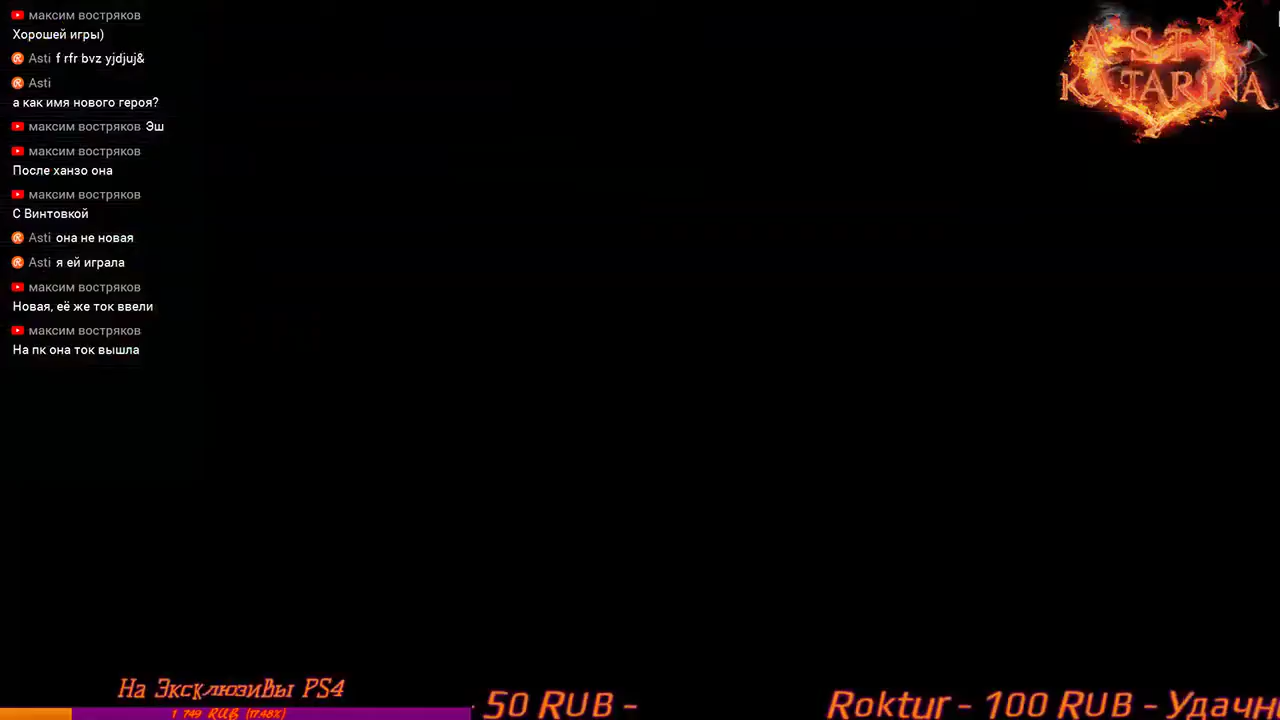 максим востряков
Хорошей игры)
Asti f rfr bvz yjdjuj&
Asti
а как имя нового героя?
максим востряков Эш
максим востряков
После ханзо она
максим востряков
С Винтовкой
Asti она не новая
Asti я ей играла
максим востряков
Новая, её же ток ввели
максим востряков
На пк она ток вышла
ASTI
KATARINA
На Эксклюзивы PS4
1 749 RUB (17.48%)
50 RUB -
Roktur - 100 RUB - Удачн